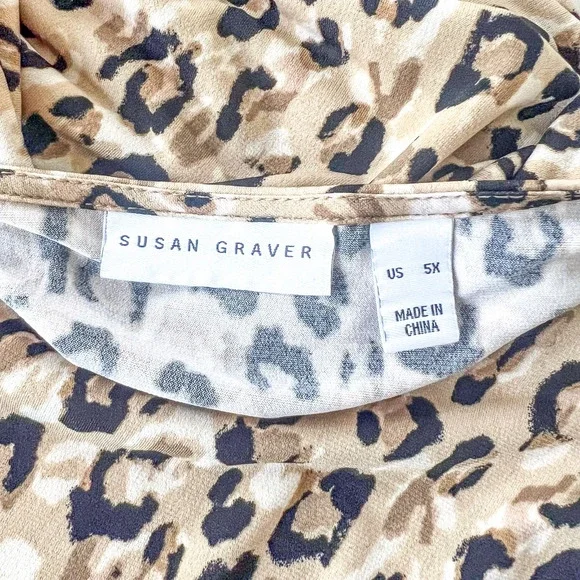 SUSAN GRAVER
US 5X
MADE IN
CHINA